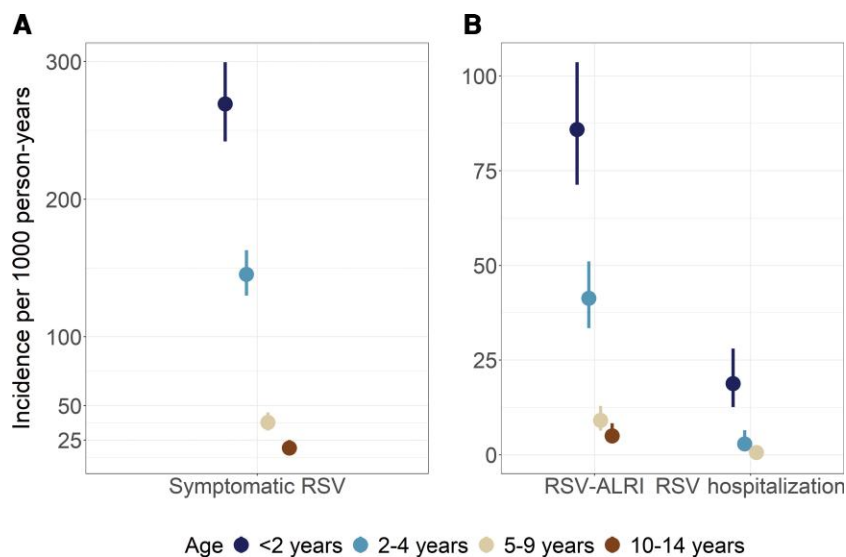 A
B
Incidence per 1000 person-years
300
200
100
50
25
100
75
50
25
0
Symptomatic RSV
RSV-ALRI RSV hospitalization
Age <2 years 2-4 years 5-9 years 10-14 years